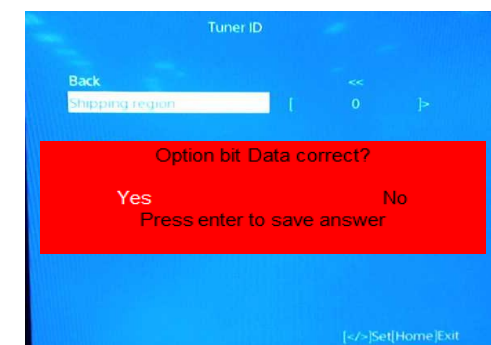 Tuner ID
Back <<
Shipping region [ 0 ]>
Option bit Data correct?
Yes No
Press enter to save answer
[</>]Set[Home]Exit